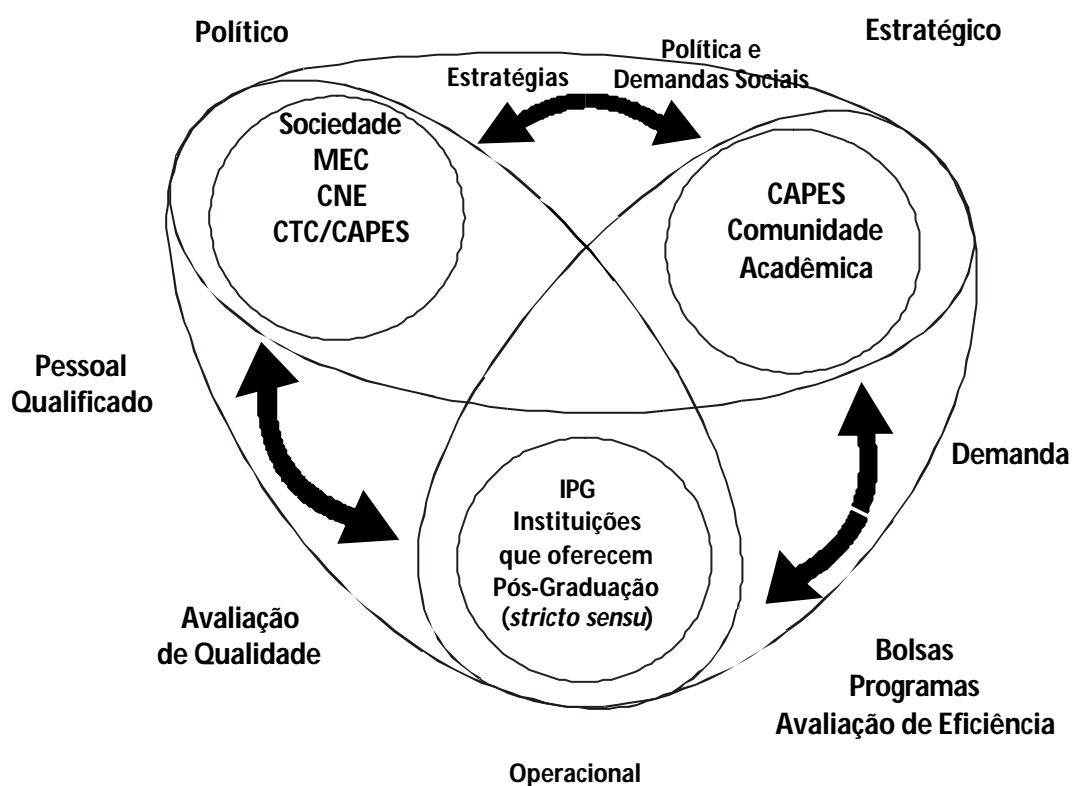 Político
Estratégico
Política e
Demandas Sociais
Estratégias
Sociedade
MEC
CNE
CTC/CAPES
CAPES
Comunidade
Acadêmica
Pessoal
Qualificado
Demanda
IPG
Instituições
que oferecem
Pós-Graduação
(stricto sensu)
Avaliação
de Qualidade
Bolsas
Programas
Avaliação de Eficiência
Operacional